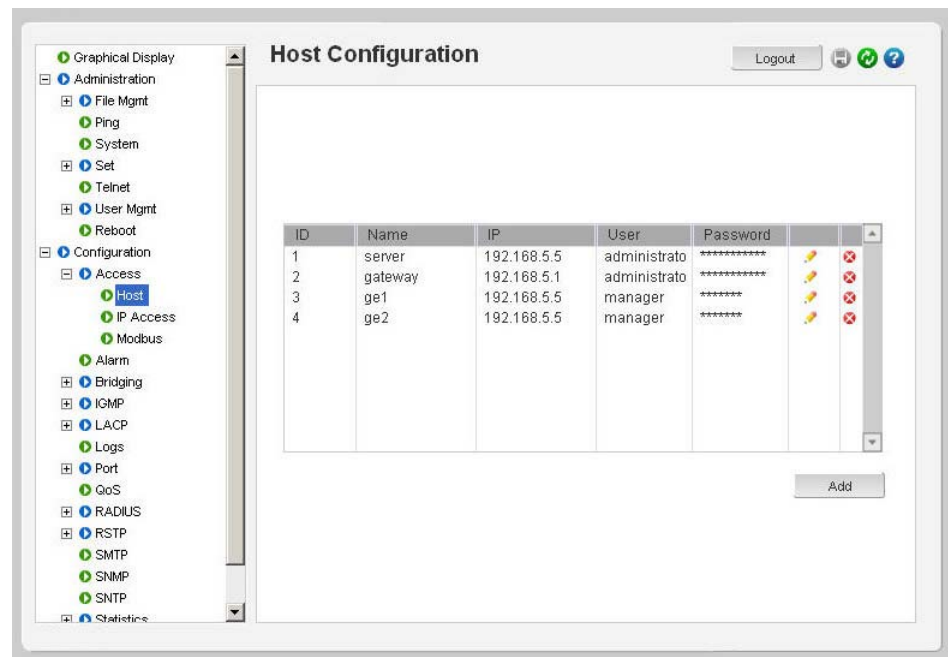 Host Configuration
Logout
Graphical Display
Administration
File Mgmt
Ping
System
Set
Telnet
User Mgmt
Reboot
Configuration
Access
Host
IP Access
Modbus
Alarm
Bridging
IGMP
LACP
Logs
Port
QoS
RADIUS
RSTP
SMTP
SNMP
SNTP
Statistics
ID Name IP User Password
1 server 192.168.5.5 administrato ***********
2 gateway 192.168.5.1 administrato ***********
3 ge1 192.168.5.5 manager *******
4 ge2 192.168.5.5 manager *******
Add